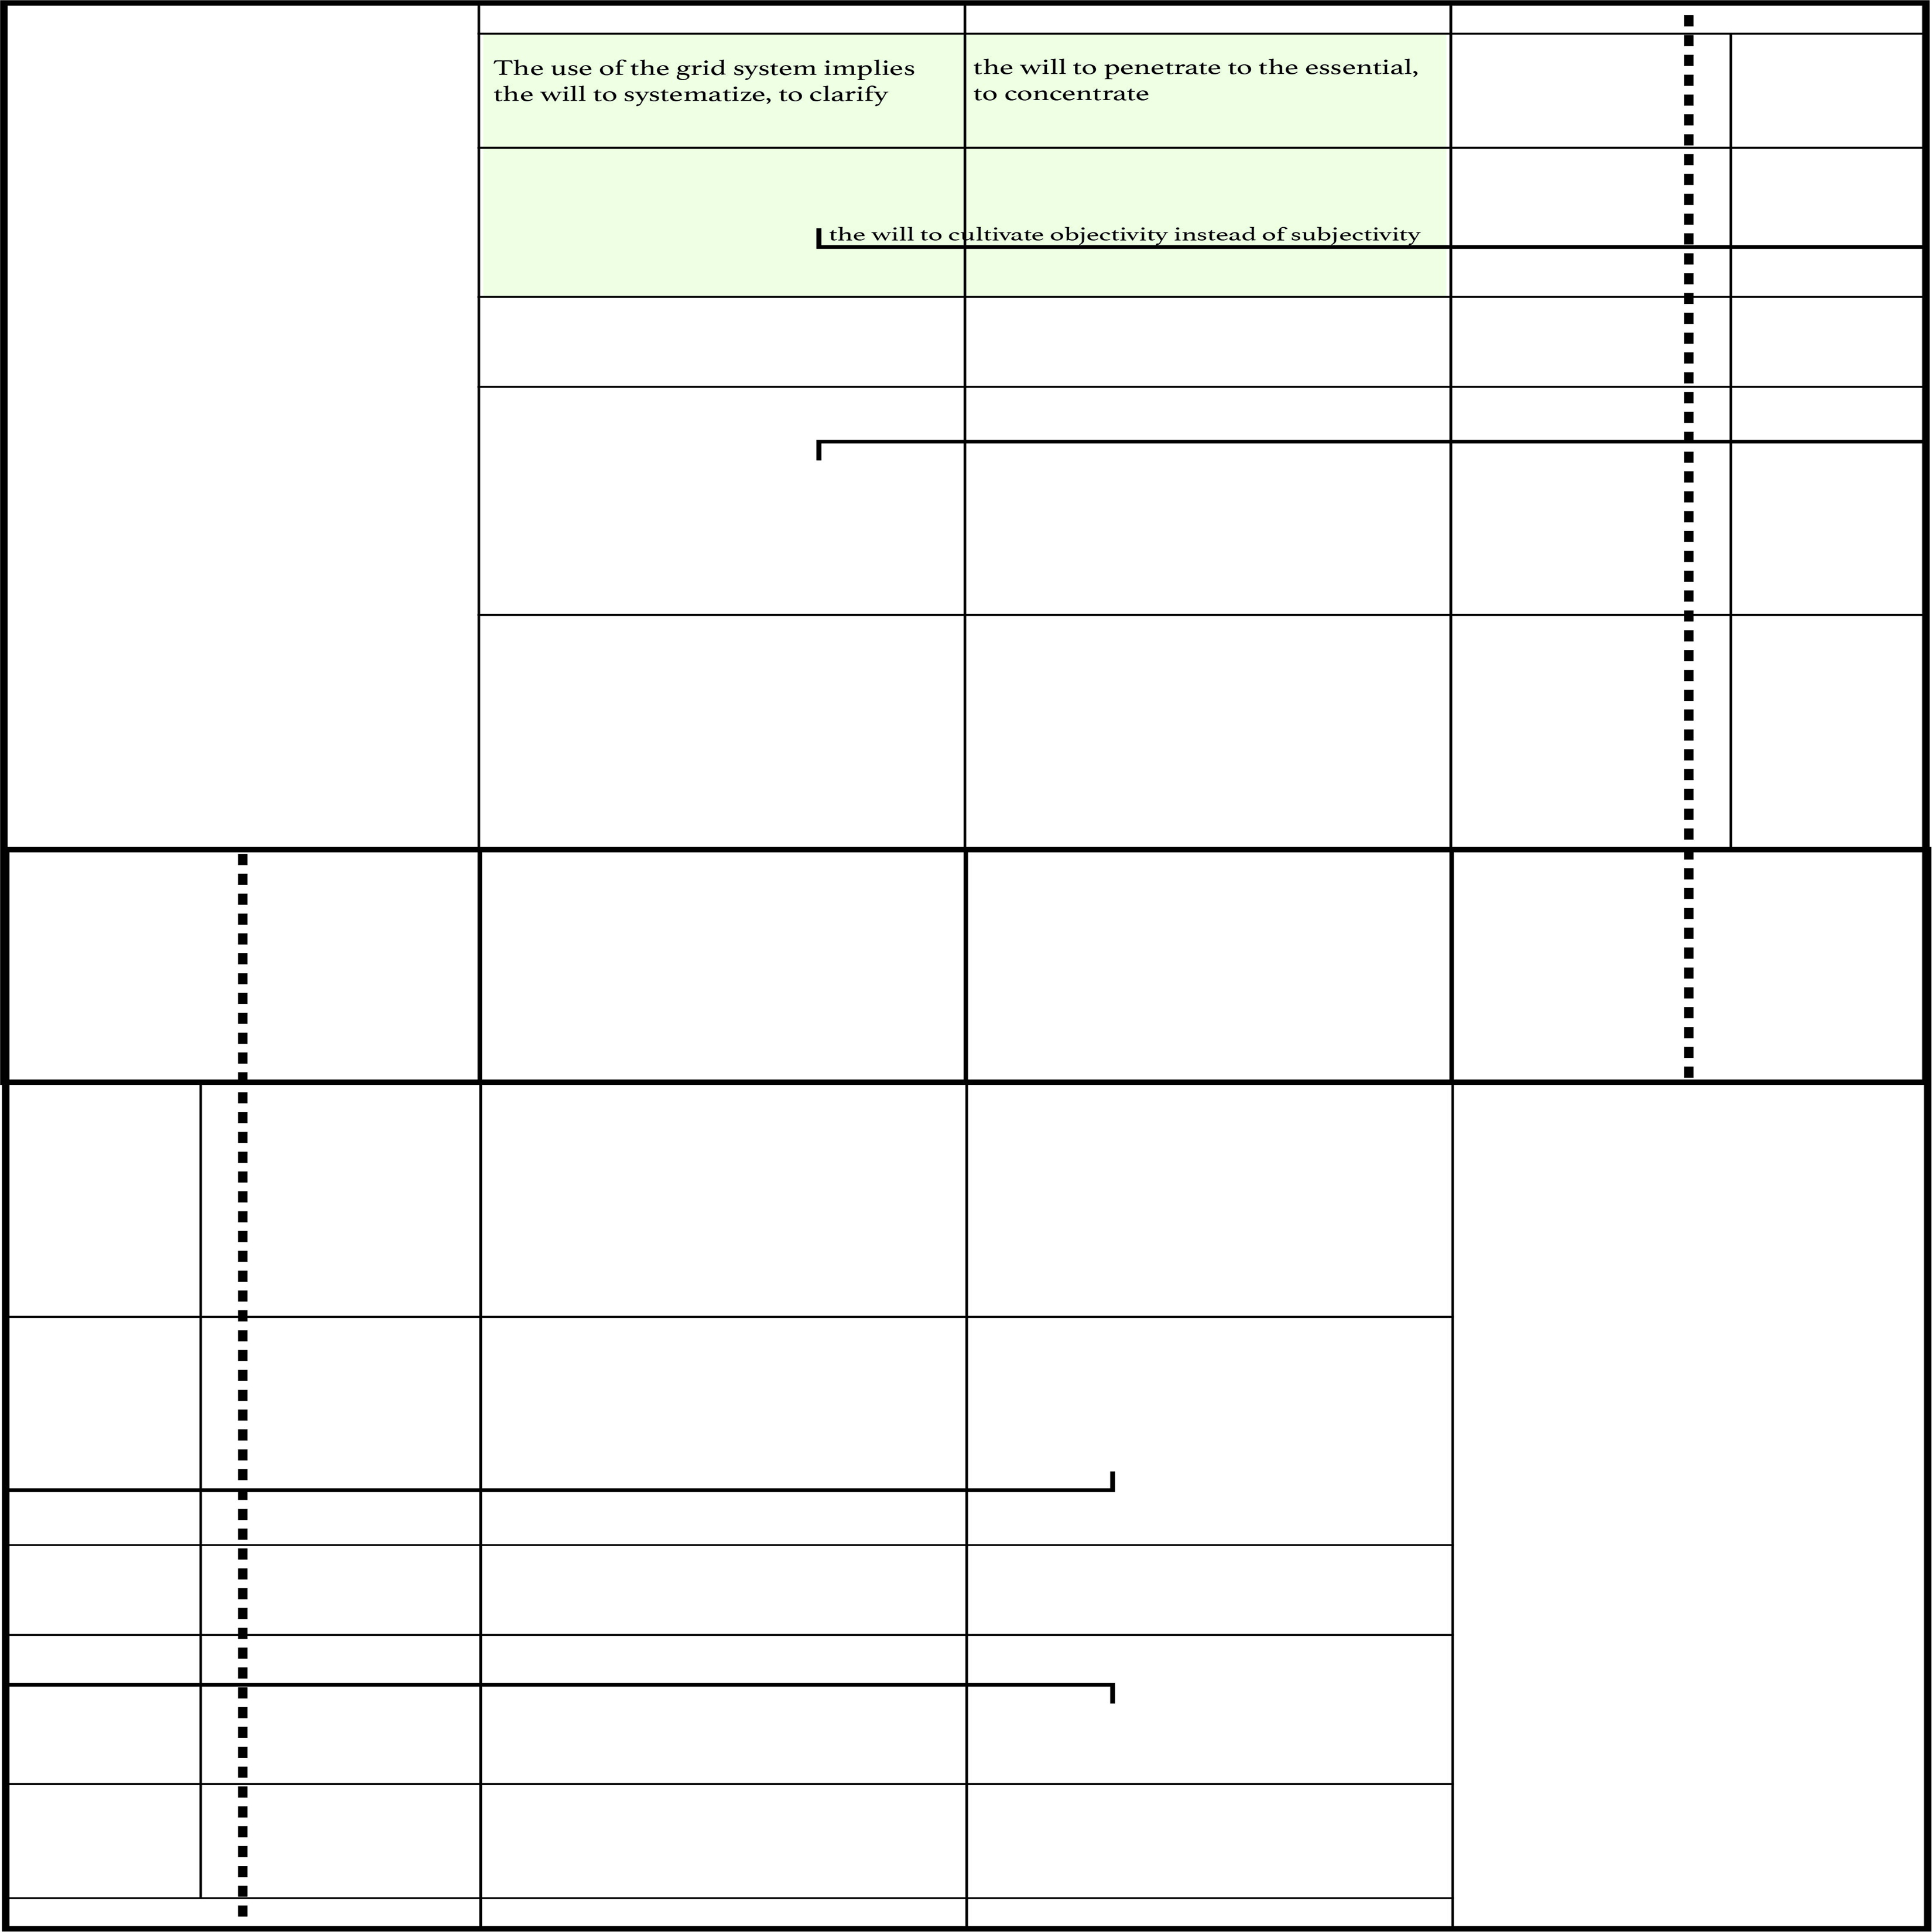 The use of the grid system implies
the will to systematize, to clarify
the will to penetrate to the essential,
to concentrate
the will to cultivate objectivity instead of subjectivity